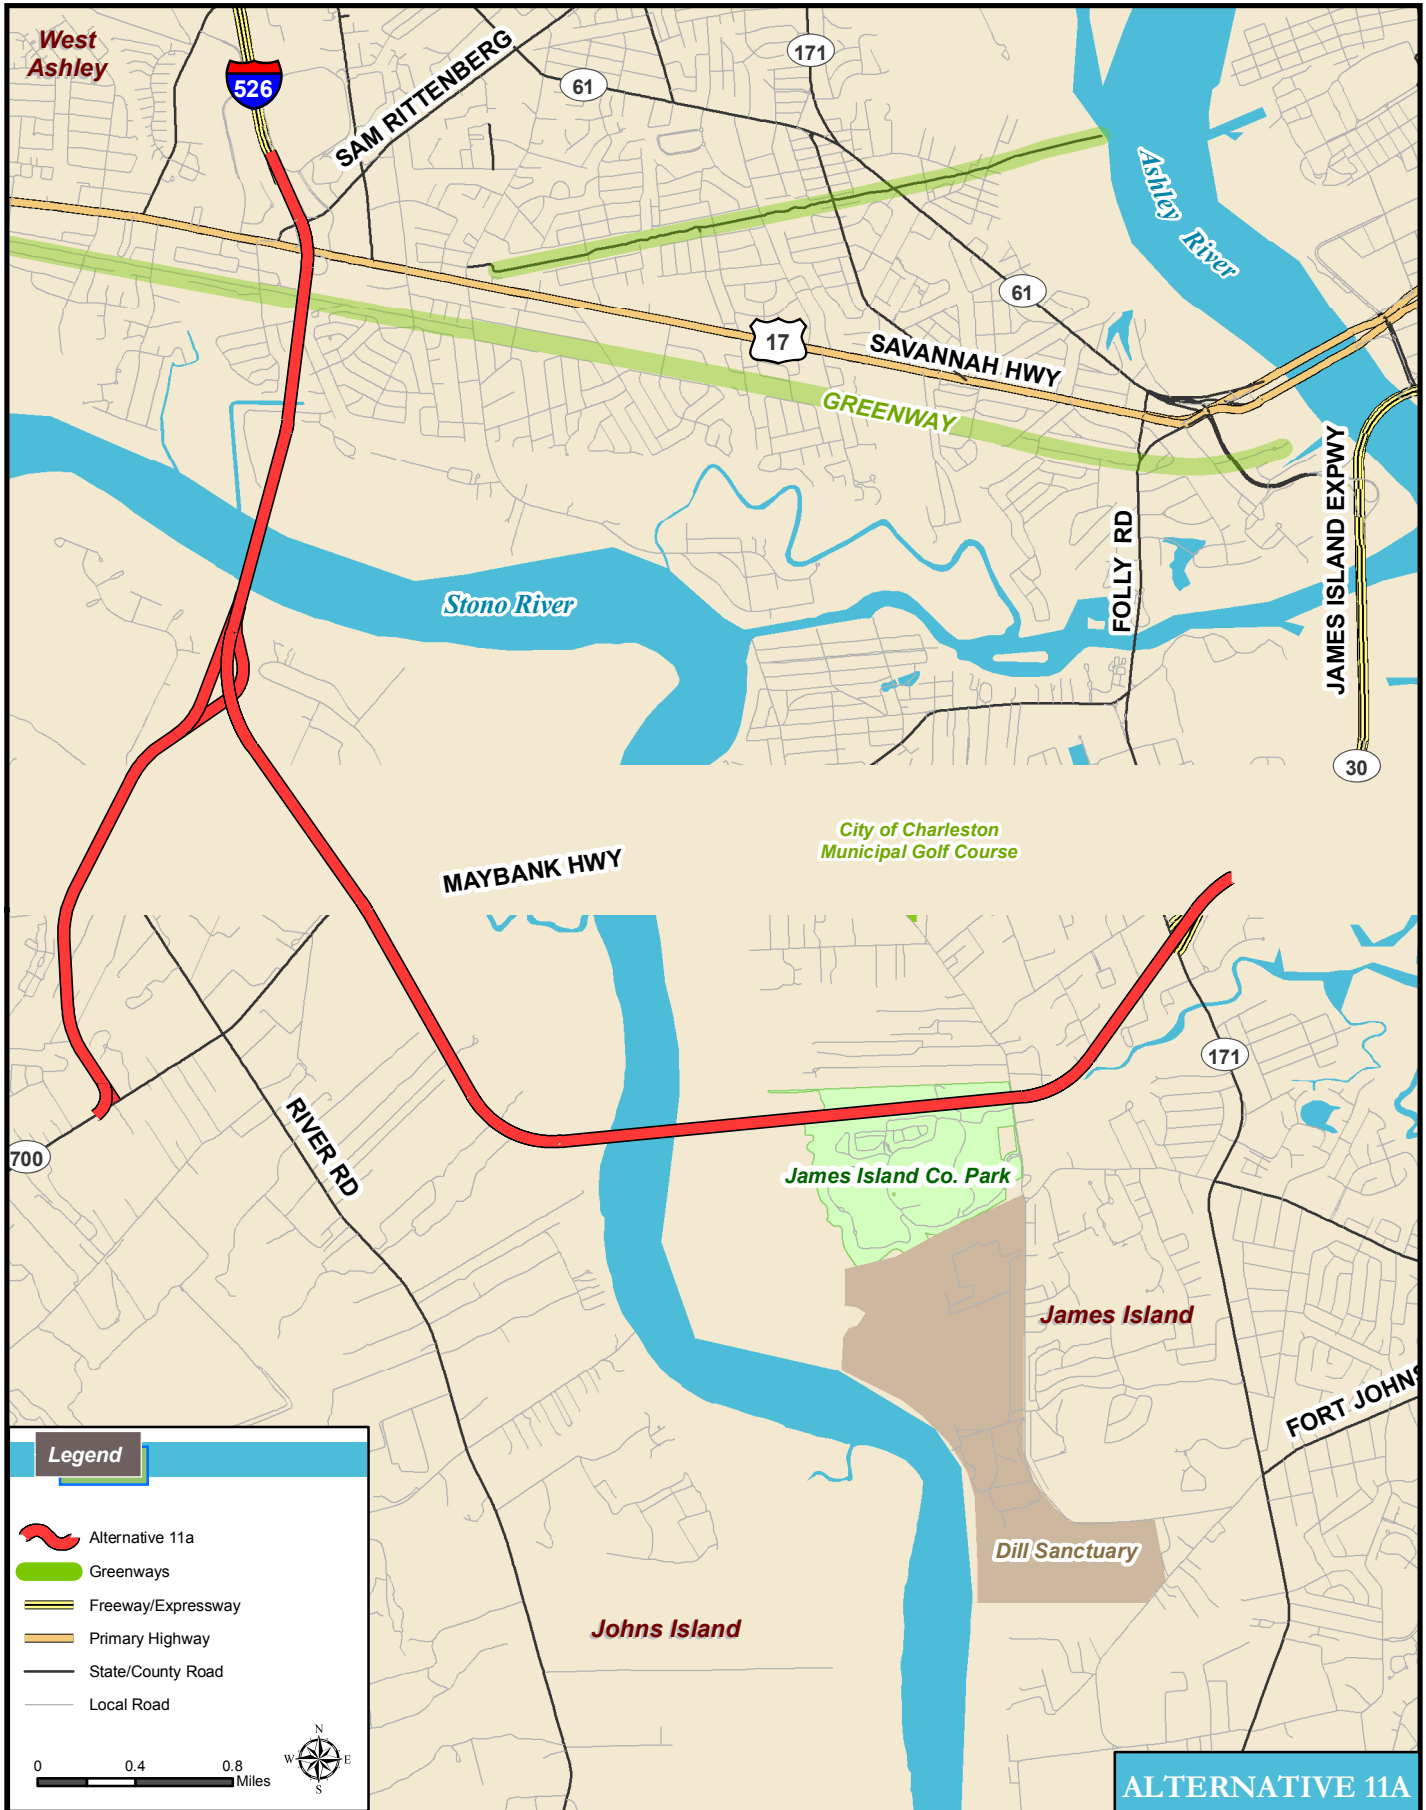 West
Ashley
526
SAM RITTENBERG
61
171
Ashley River
61
17
SAVANNAH HWY
GREENWAY
FOLLY RD
JAMES ISLAND EXPWY
Stono River
30
City of Charleston
Municipal Golf Course
MAYBANK HWY
171
700
RIVER RD
James Island Co. Park
James Island
FORT JOHNS
Dill Sanctuary
Johns Island
Legend
Alternative 11a
Greenways
Freeway/Expressway
Primary Highway
State/County Road
Local Road
0 0.4 0.8
Miles
N
W E
S
ALTERNATIVE 11A